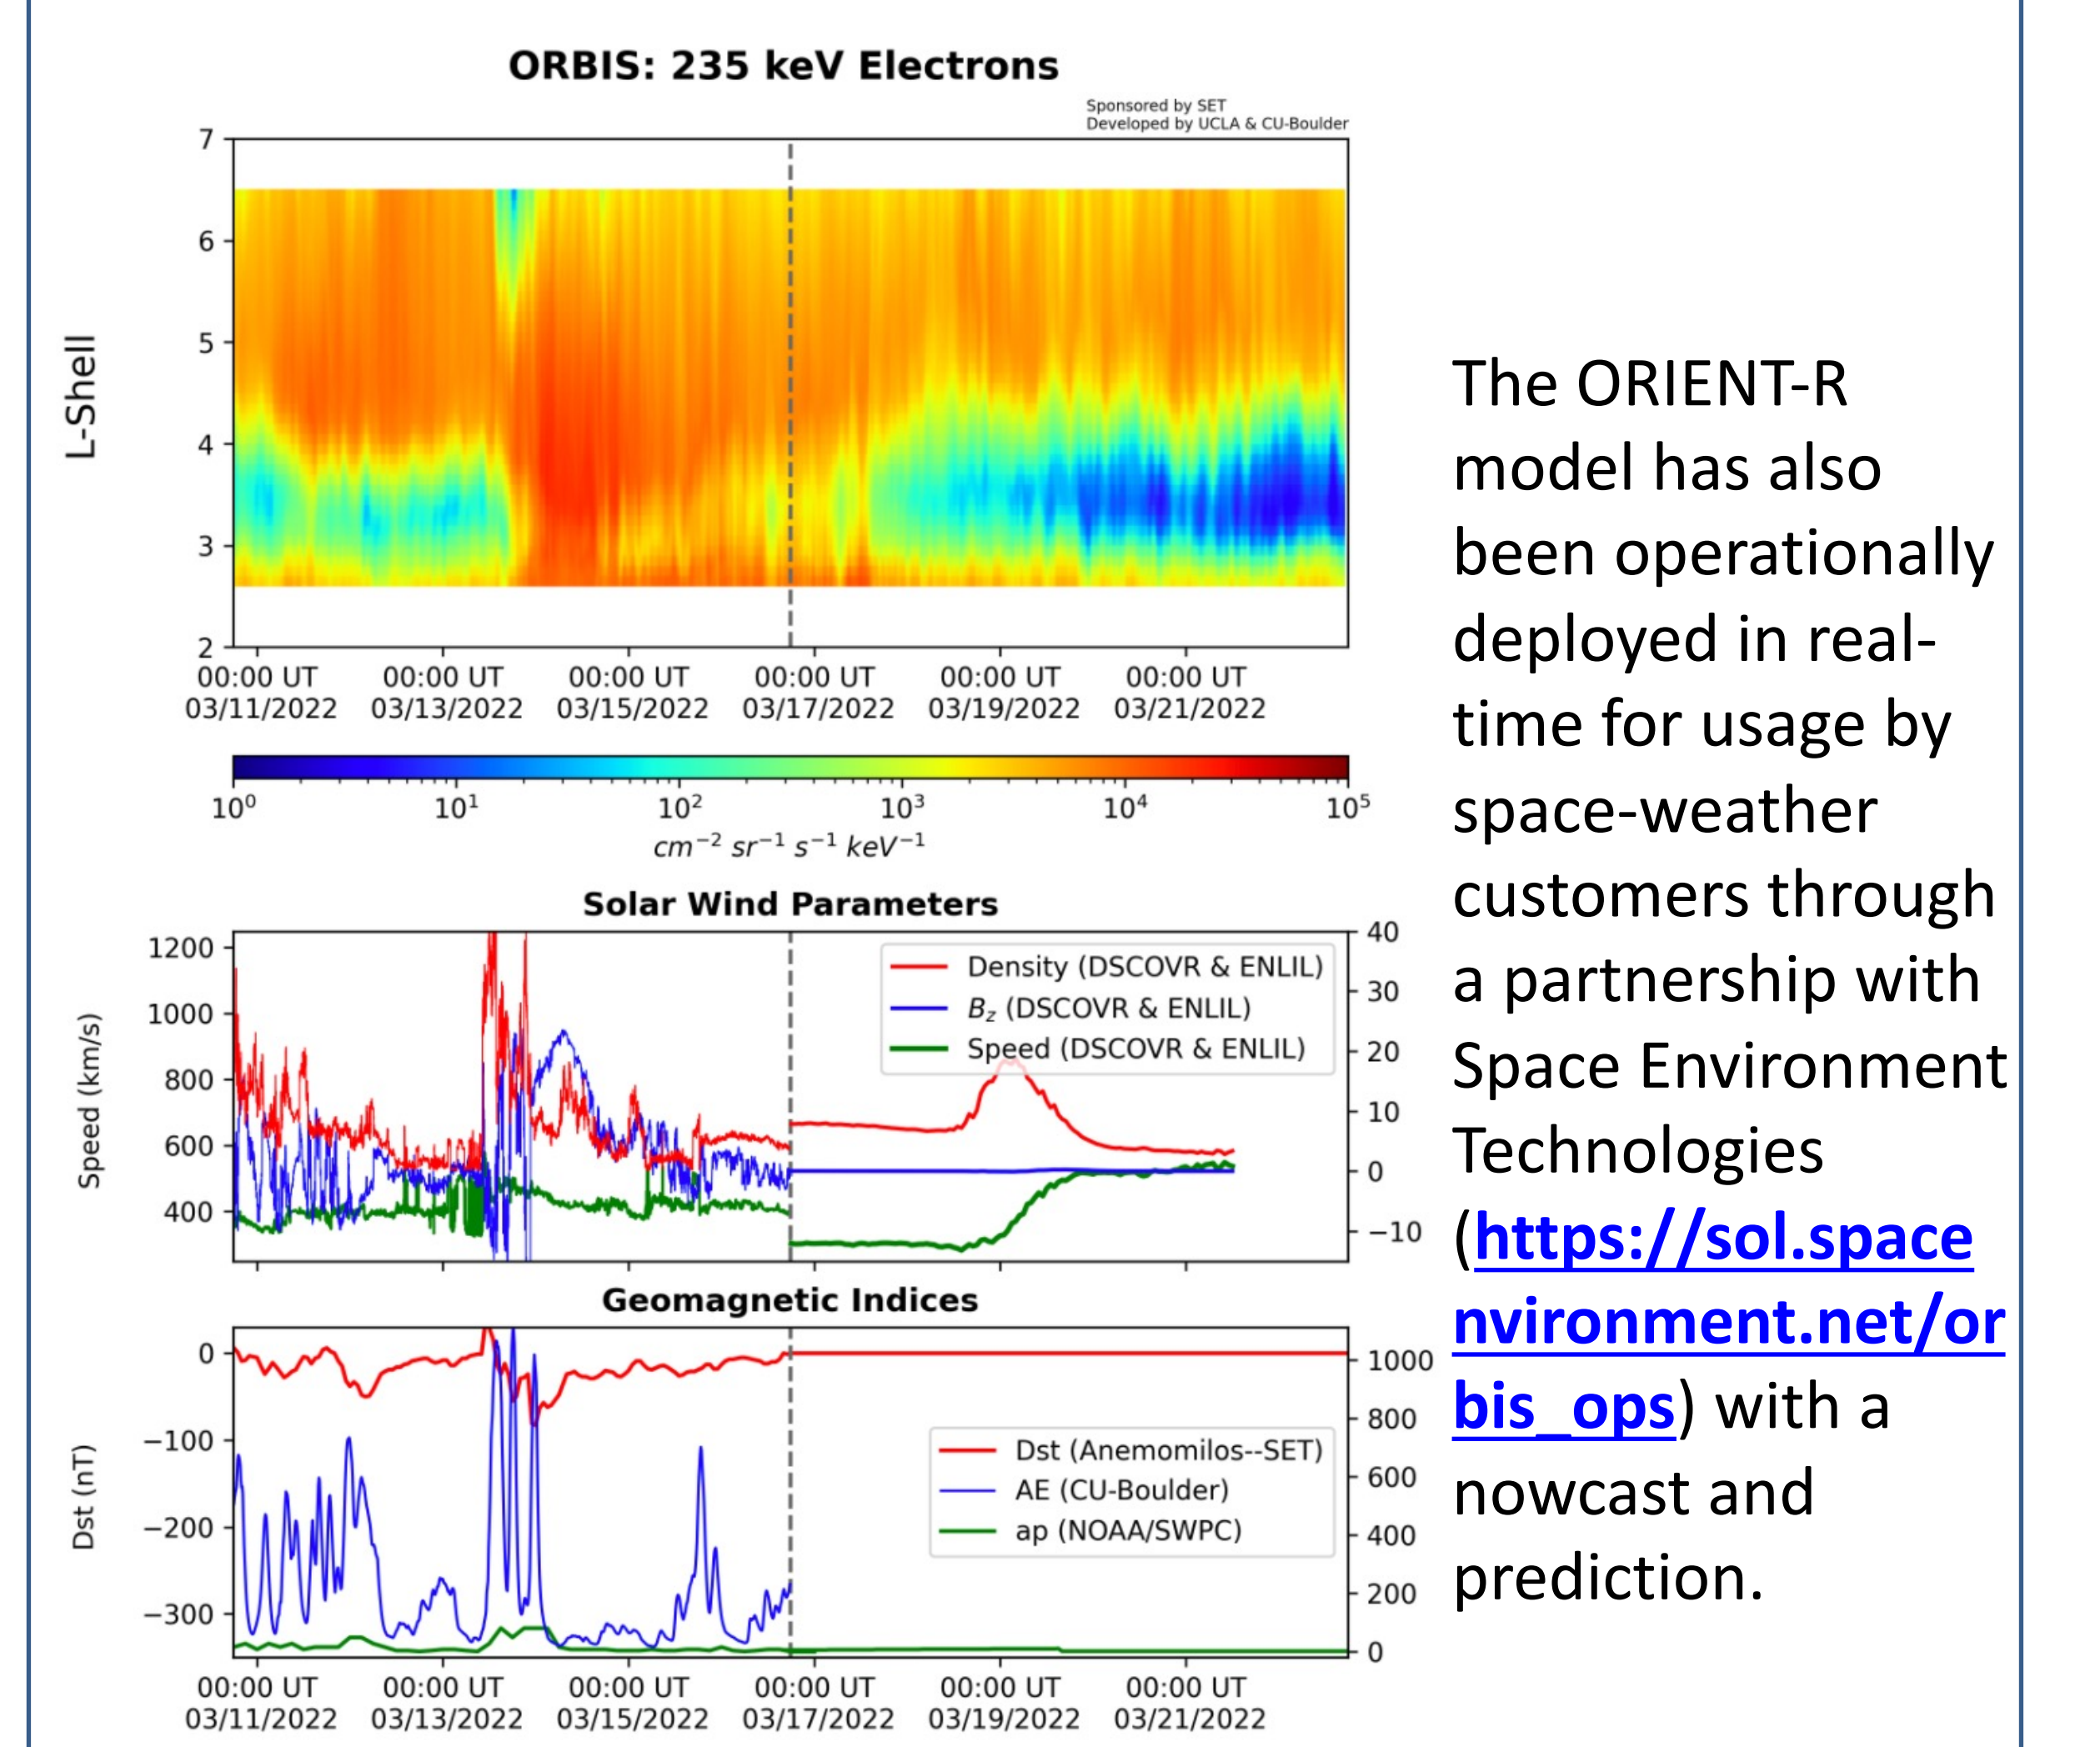 ORBIS: 235 keV Electrons
Sponsored by SET
Developed by UCLA & CU-Boulder
7
6
5
4
3
2
L-Shell
00:00 UT 00:00 UT 00:00 UT 00:00 UT 00:00 UT 00:00 UT
03/11/2022 03/13/2022 03/15/2022 03/17/2022 03/19/2022 03/21/2022
10⁰ 10¹ 10² 10³ 10⁴ 10⁵
cm⁻² sr⁻¹ s⁻¹ keV⁻¹
Solar Wind Parameters
1200
1000
800
600
400
Speed (km/s)
40
30
20
10
0
−10
Density (DSCOVR & ENLIL)
Bz (DSCOVR & ENLIL)
Speed (DSCOVR & ENLIL)
Geomagnetic Indices
0
−100
−200
−300
Dst (nT)
1000
800
600
400
200
0
Dst (Anemomilos--SET)
AE (CU-Boulder)
ap (NOAA/SWPC)
00:00 UT 00:00 UT 00:00 UT 00:00 UT 00:00 UT 00:00 UT
03/11/2022 03/13/2022 03/15/2022 03/17/2022 03/19/2022 03/21/2022
The ORIENT-R
model has also
been operationally
deployed in real-
time for usage by
space-weather
customers through
a partnership with
Space Environment
Technologies
(https://sol.space
nvironment.net/or
bis_ops) with a
nowcast and
prediction.